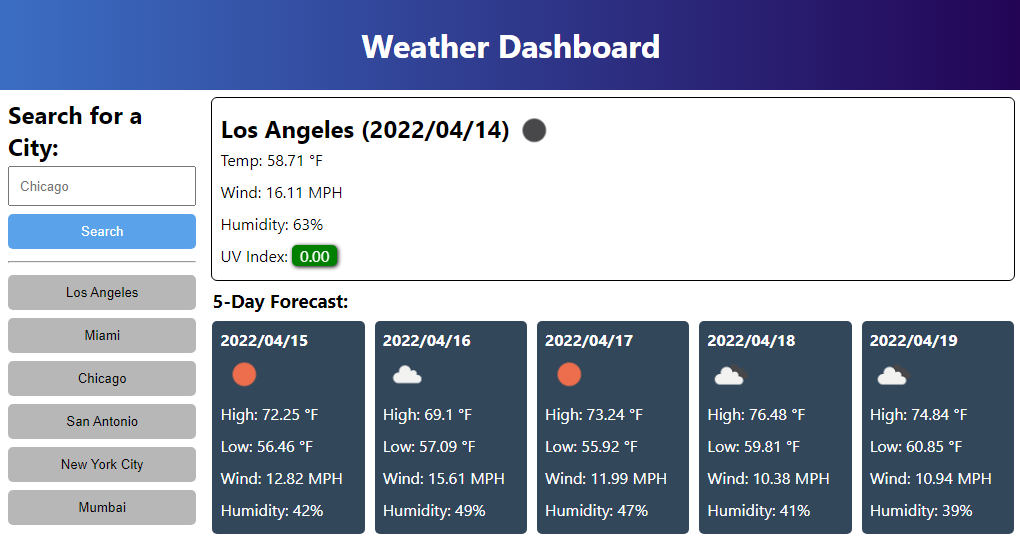 Weather Dashboard
Search for a
City:
Chicago
Search
Los Angeles
Miami
Chicago
San Antonio
New York City
Mumbai
Los Angeles (2022/04/14)
Temp: 58.71 °F
Wind: 16.11 MPH
Humidity: 63%
UV Index: 0.00
5-Day Forecast:
2022/04/15
High: 72.25 °F
Low: 56.46 °F
Wind: 12.82 MPH
Humidity: 42%
2022/04/16
High: 69.1 °F
Low: 57.09 °F
Wind: 15.61 MPH
Humidity: 49%
2022/04/17
High: 73.24 °F
Low: 55.92 °F
Wind: 11.99 MPH
Humidity: 47%
2022/04/18
High: 76.48 °F
Low: 59.81 °F
Wind: 10.38 MPH
Humidity: 41%
2022/04/19
High: 74.84 °F
Low: 60.85 °F
Wind: 10.94 MPH
Humidity: 39%